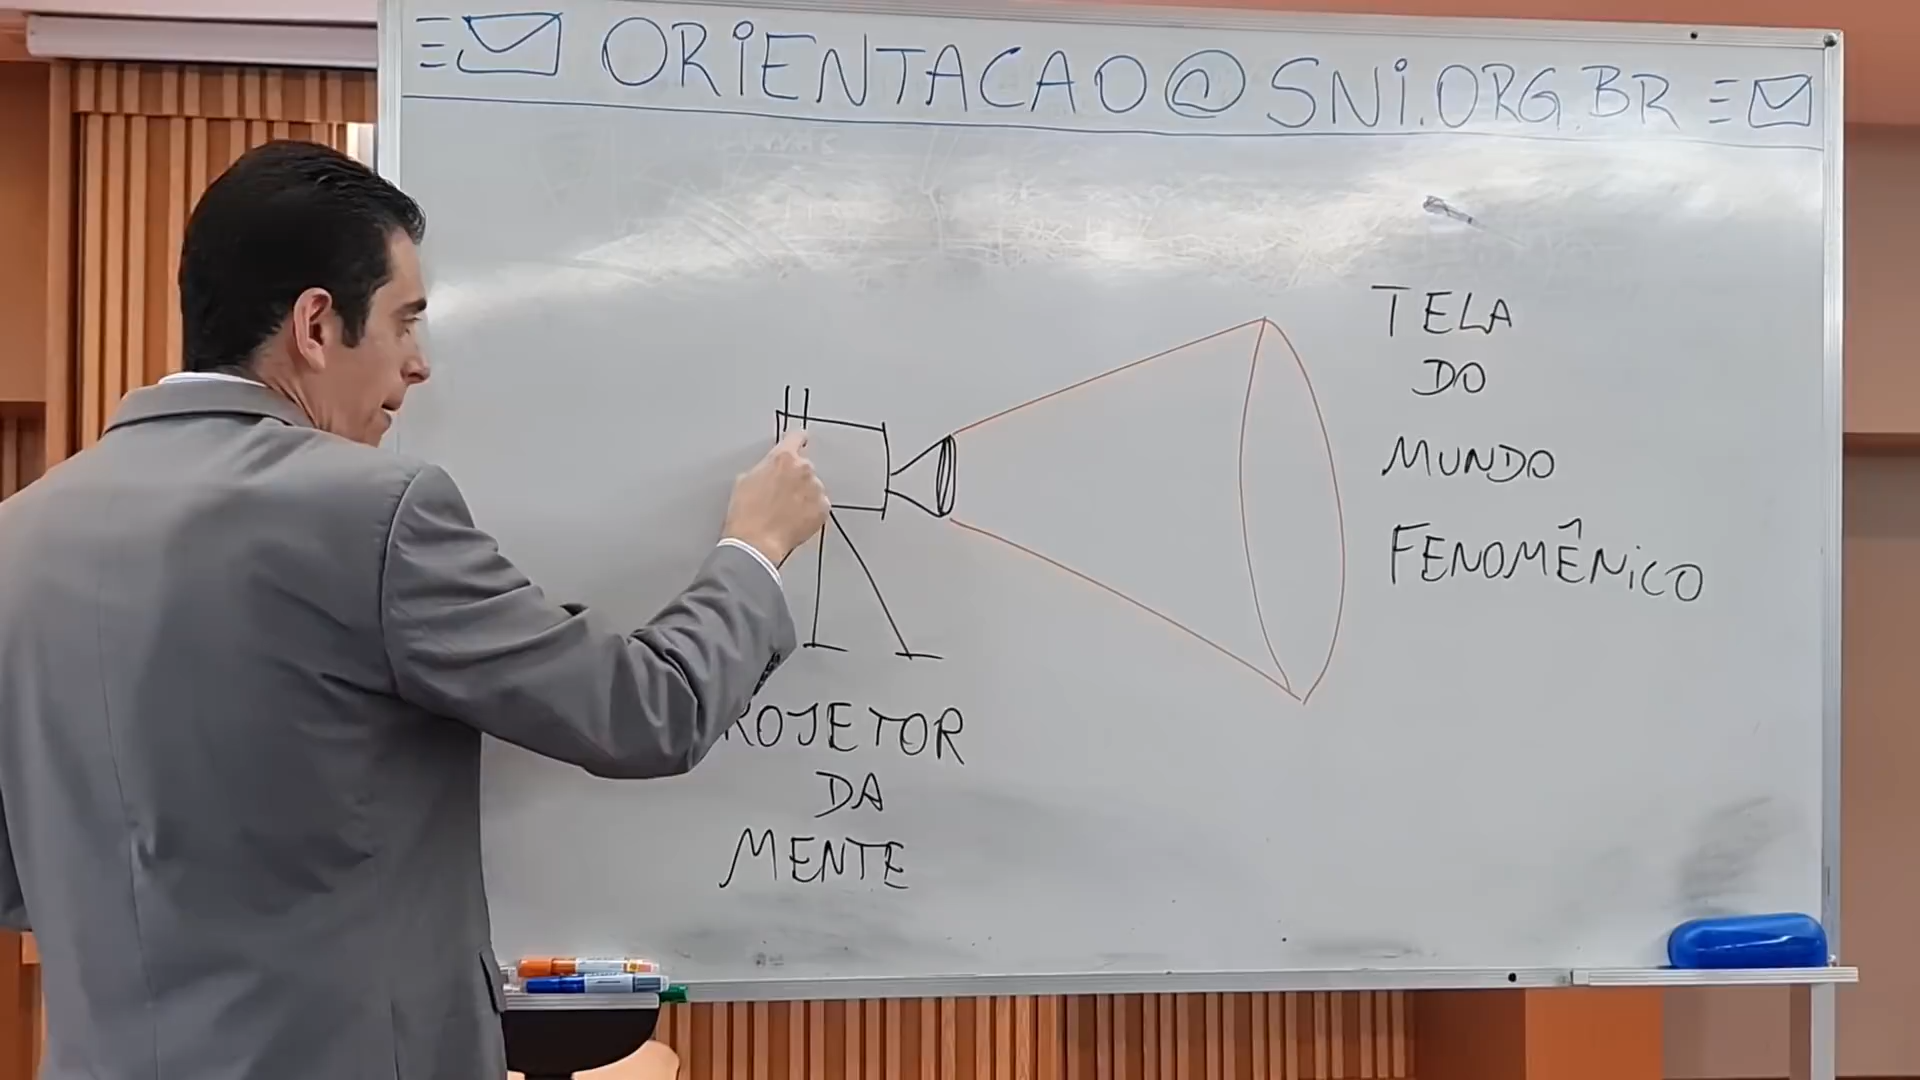 ORIENTACAO@SNI.ORG.BR
TELA
DO
MUNDO
FENOMÊNICO
ROJETOR
DA
MENTE